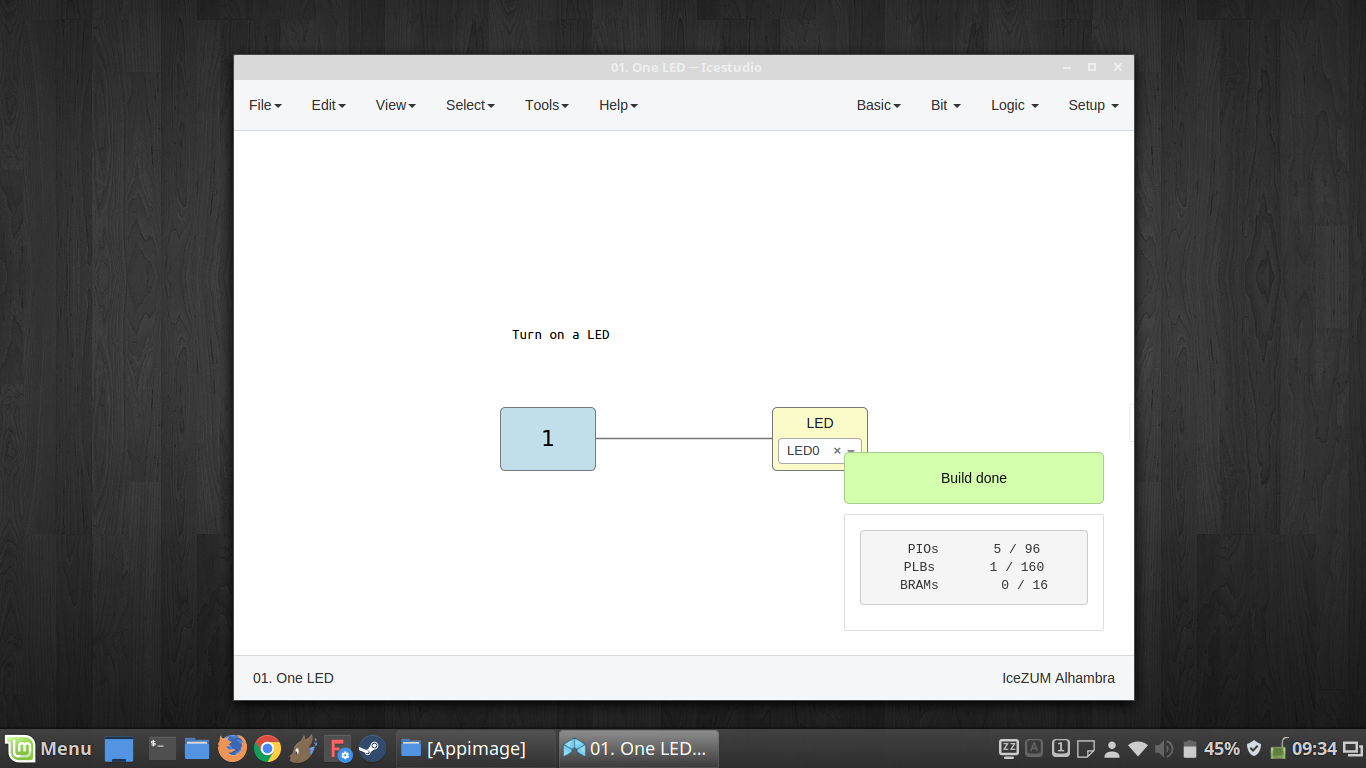 01. One LED – Icestudio
File Edit View Select Tools Help Basic Bit Logic Setup
Turn on a LED
1
LED
LED0 ×
Build done
PIOs 5 / 96
PLBs 1 / 160
BRAMs 0 / 16
01. One LED IceZUM Alhambra
Menu [Appimage] 01. One LED... zz A 1 45% 09:34